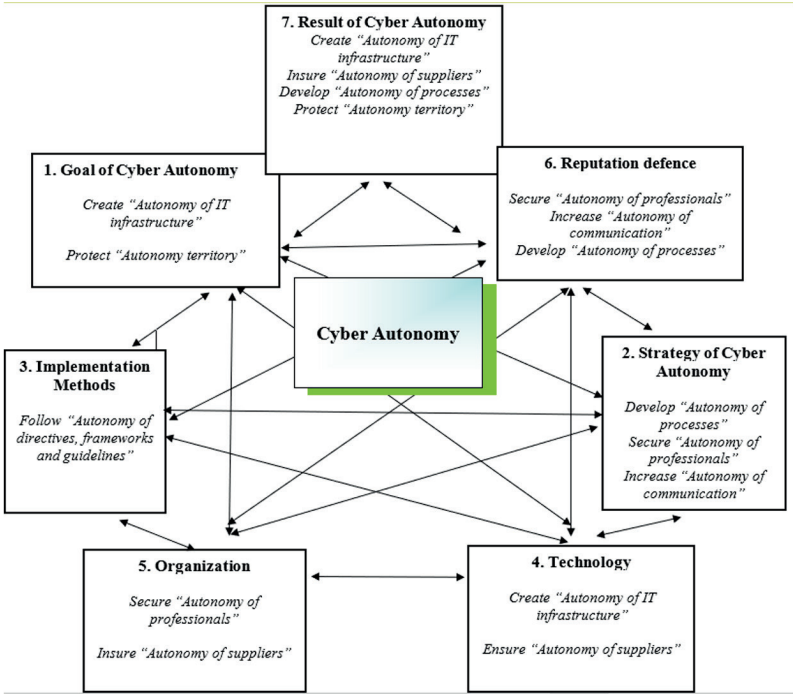 7. Result of Cyber Autonomy
Create “Autonomy of IT
infrastructure”
Insure “Autonomy of suppliers”
Develop “Autonomy of processes”
Protect “Autonomy territory”
1. Goal of Cyber Autonomy
Create “Autonomy of IT
infrastructure”
Protect “Autonomy territory”
6. Reputation defence
Secure “Autonomy of professionals”
Increase “Autonomy of
communication”
Develop “Autonomy of processes”
Cyber Autonomy
3. Implementation
Methods
Follow “Autonomy of
directives, frameworks
and guidelines”
2. Strategy of Cyber
Autonomy
Develop “Autonomy of
processes”
Secure “Autonomy of
professionals”
Increase “Autonomy of
communication”
5. Organization
Secure “Autonomy of
professionals”
Insure “Autonomy of suppliers”
4. Technology
Create “Autonomy of IT
infrastructure”
Ensure “Autonomy of suppliers”